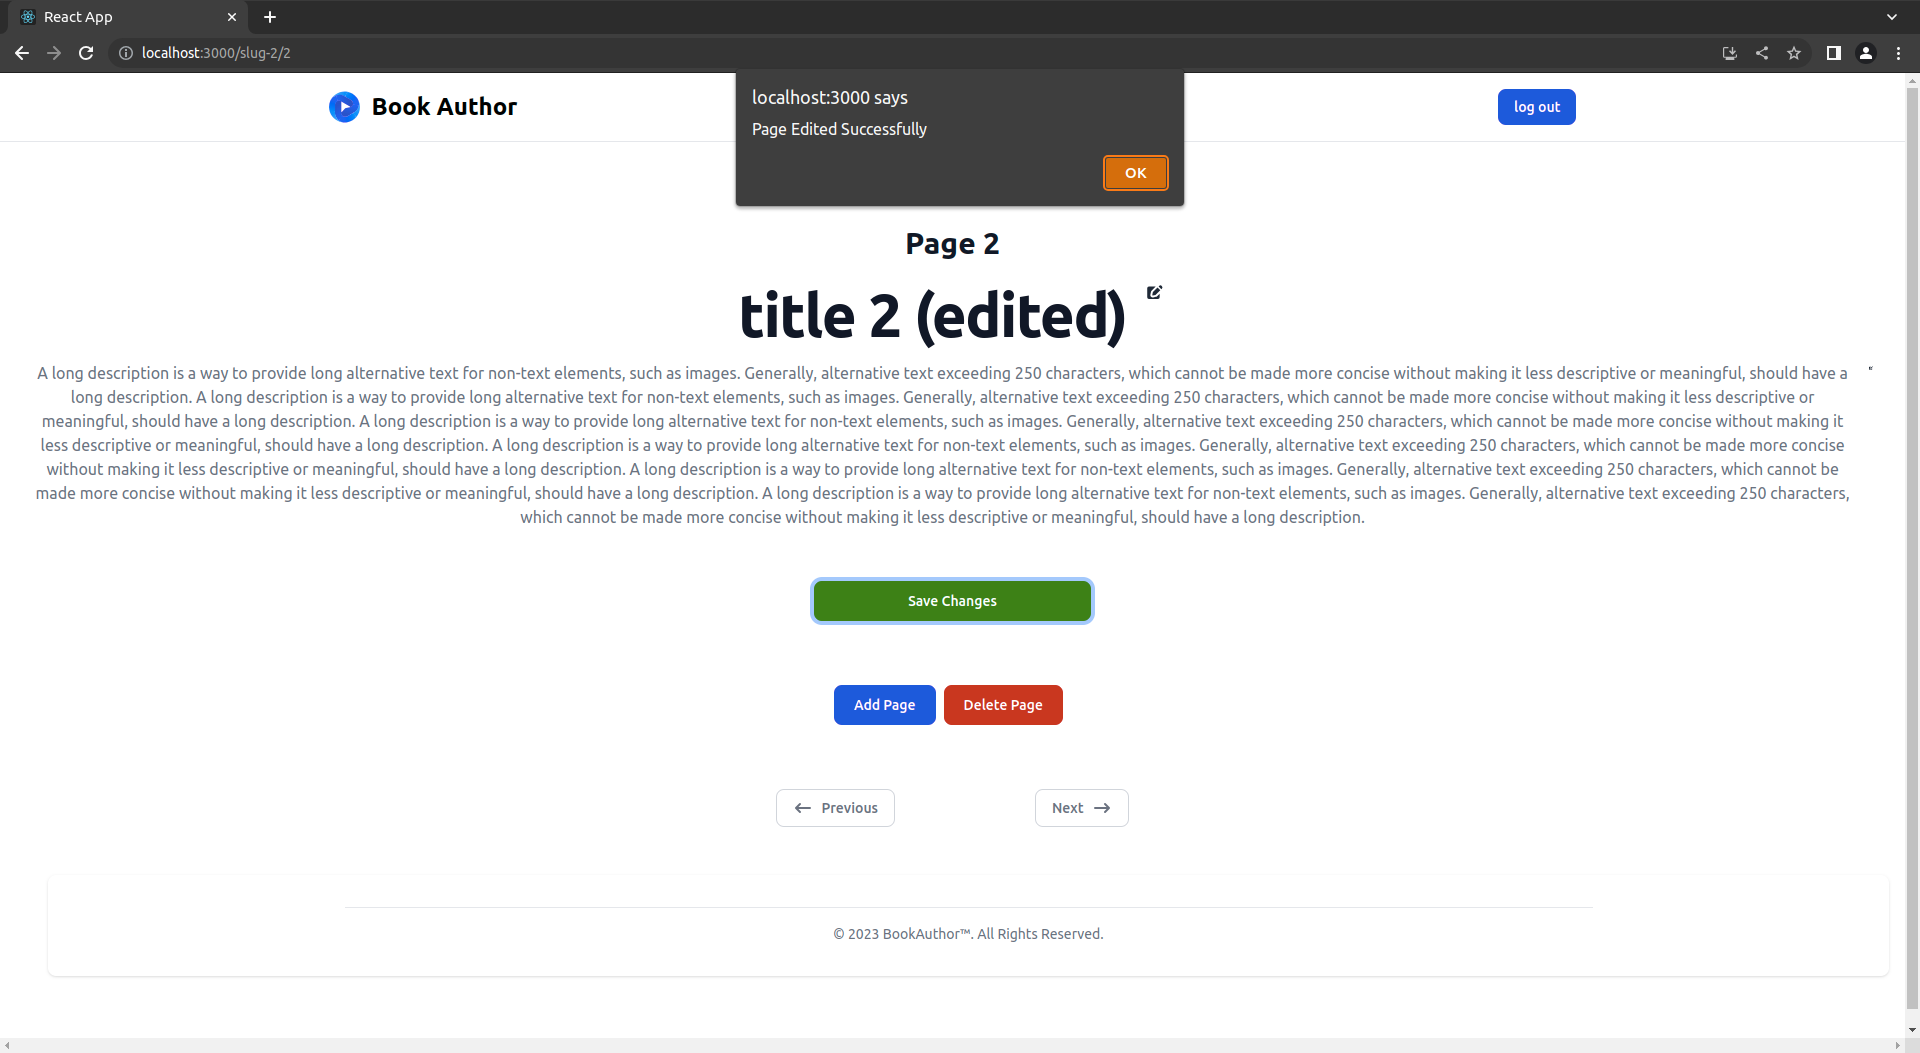 React App
localhost:3000/slug-2/2
Book Author
localhost:3000 says
Page Edited Successfully
OK
log out
Page 2
title 2 (edited)
A long description is a way to provide long alternative text for non-text elements, such as images. Generally, alternative text exceeding 250 characters, which cannot be made more concise without making it less descriptive or meaningful, should have a
long description. A long description is a way to provide long alternative text for non-text elements, such as images. Generally, alternative text exceeding 250 characters, which cannot be made more concise without making it less descriptive or
meaningful, should have a long description. A long description is a way to provide long alternative text for non-text elements, such as images. Generally, alternative text exceeding 250 characters, which cannot be made more concise without making it
less descriptive or meaningful, should have a long description. A long description is a way to provide long alternative text for non-text elements, such as images. Generally, alternative text exceeding 250 characters, which cannot be made more concise
without making it less descriptive or meaningful, should have a long description. A long description is a way to provide long alternative text for non-text elements, such as images. Generally, alternative text exceeding 250 characters, which cannot be
made more concise without making it less descriptive or meaningful, should have a long description. A long description is a way to provide long alternative text for non-text elements, such as images. Generally, alternative text exceeding 250 characters,
which cannot be made more concise without making it less descriptive or meaningful, should have a long description.
Save Changes
Add Page Delete Page
Previous Next
© 2023 BookAuthor™. All Rights Reserved.